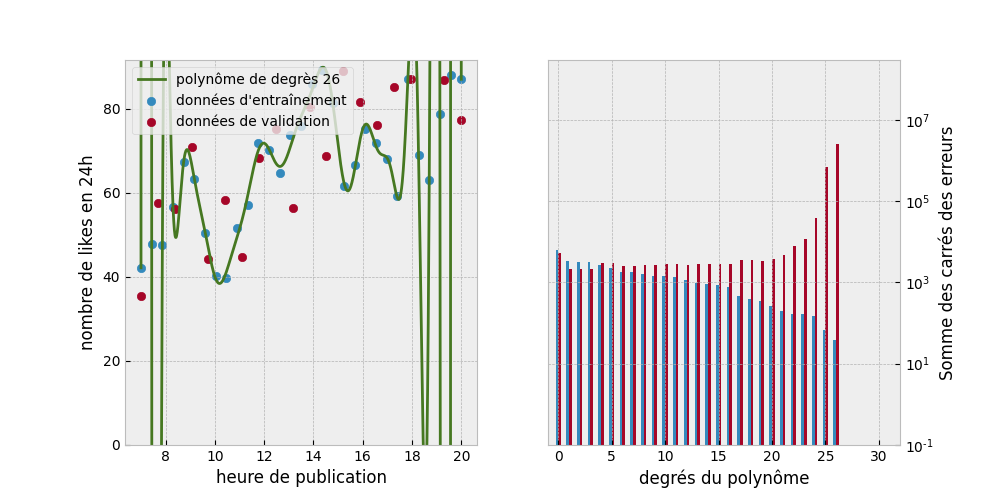 polynôme de degrès 26
données d'entraînement
données de validation
nombre de likes en 24h
80
60
40
20
0
8 10 12 14 16 18 20
heure de publication
10^7
10^5
10^3
10^1
10^-1
Somme des carrés des erreurs
0 5 10 15 20 25 30
degrés du polynôme